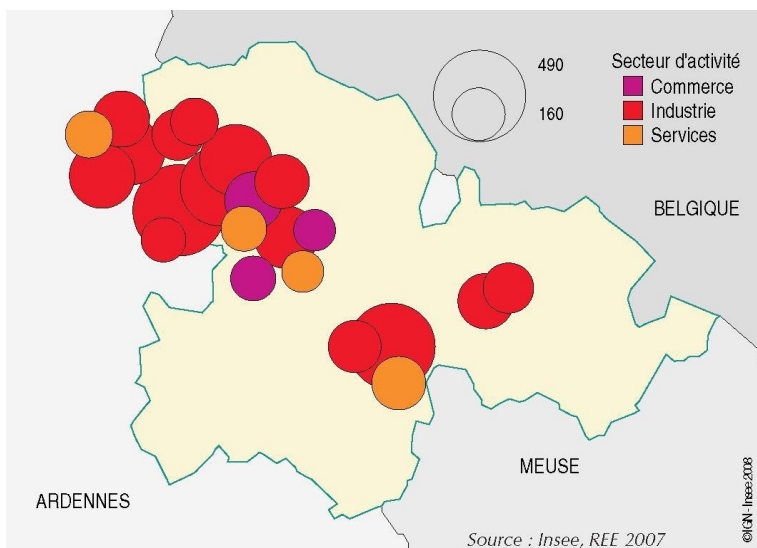 490
160
Secteur d'activité
Commerce
Industrie
Services
BELGIQUE
MEUSE
ARDENNES
Source : Insee, REE 2007
©IGN - Insee 2008